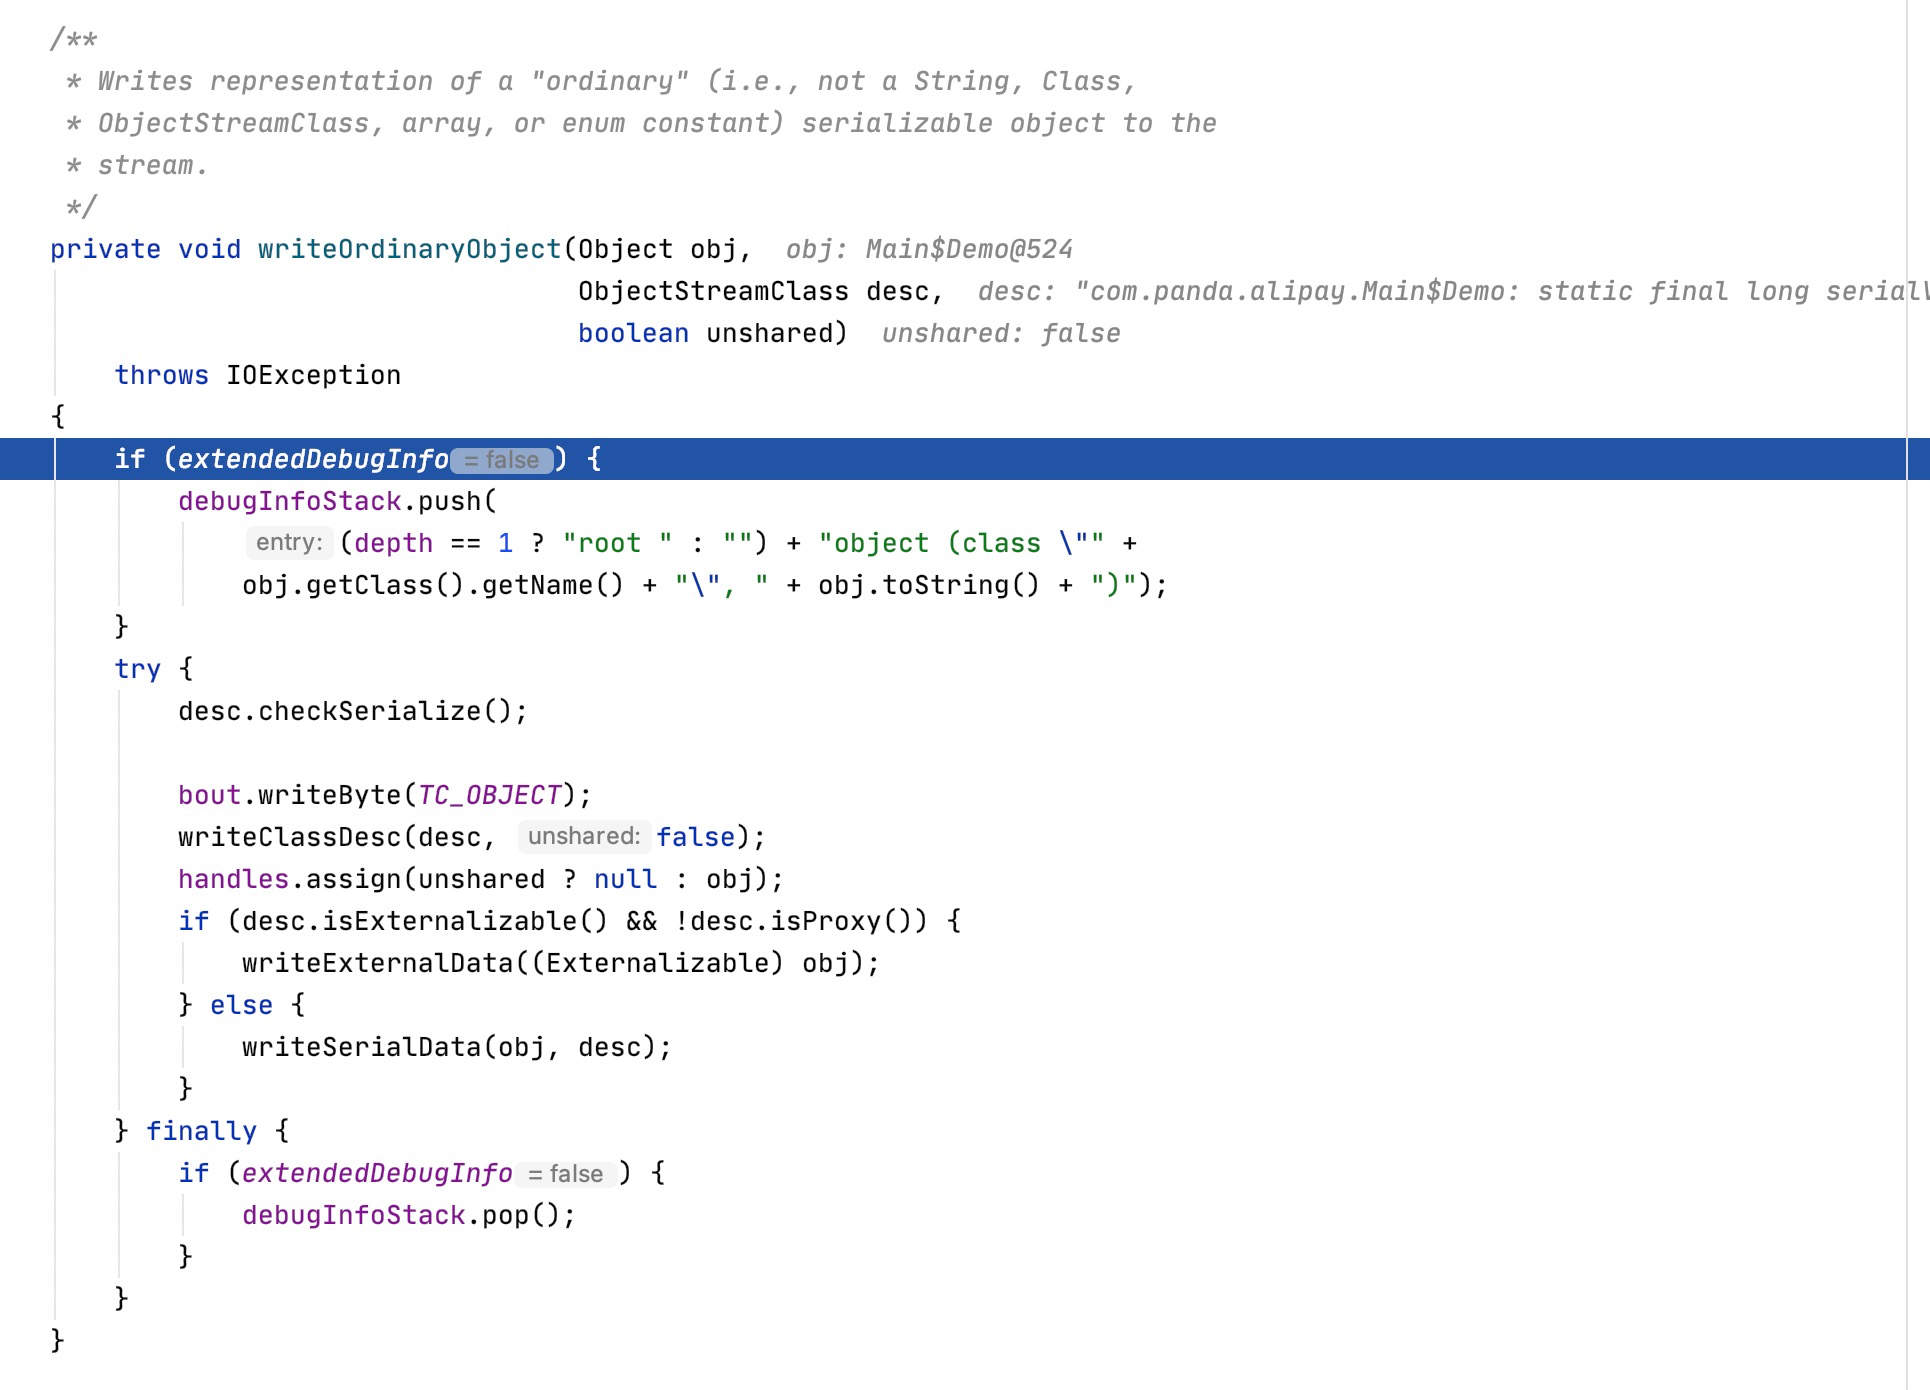 /**
 * Writes representation of a "ordinary" (i.e., not a String, Class,
 * ObjectStreamClass, array, or enum constant) serializable object to the
 * stream.
 */
private void writeOrdinaryObject(Object obj,  obj: Main$Demo@524
                                 ObjectStreamClass desc,  desc: "com.panda.alipay.Main$Demo: static final long serial
                                 boolean unshared)  unshared: false
    throws IOException
{
    if (extendedDebugInfo = false ) {
        debugInfoStack.push(
            entry: (depth == 1 ? "root " : "") + "object (class \"" +
            obj.getClass().getName() + "\", " + obj.toString() + ")");
    }
    try {
        desc.checkSerialize();
        bout.writeByte(TC_OBJECT);
        writeClassDesc(desc, unshared: false);
        handles.assign(unshared ? null : obj);
        if (desc.isExternalizable() && !desc.isProxy()) {
            writeExternalData((Externalizable) obj);
        } else {
            writeSerialData(obj, desc);
        }
    } finally {
        if (extendedDebugInfo = false ) {
            debugInfoStack.pop();
        }
    }
}